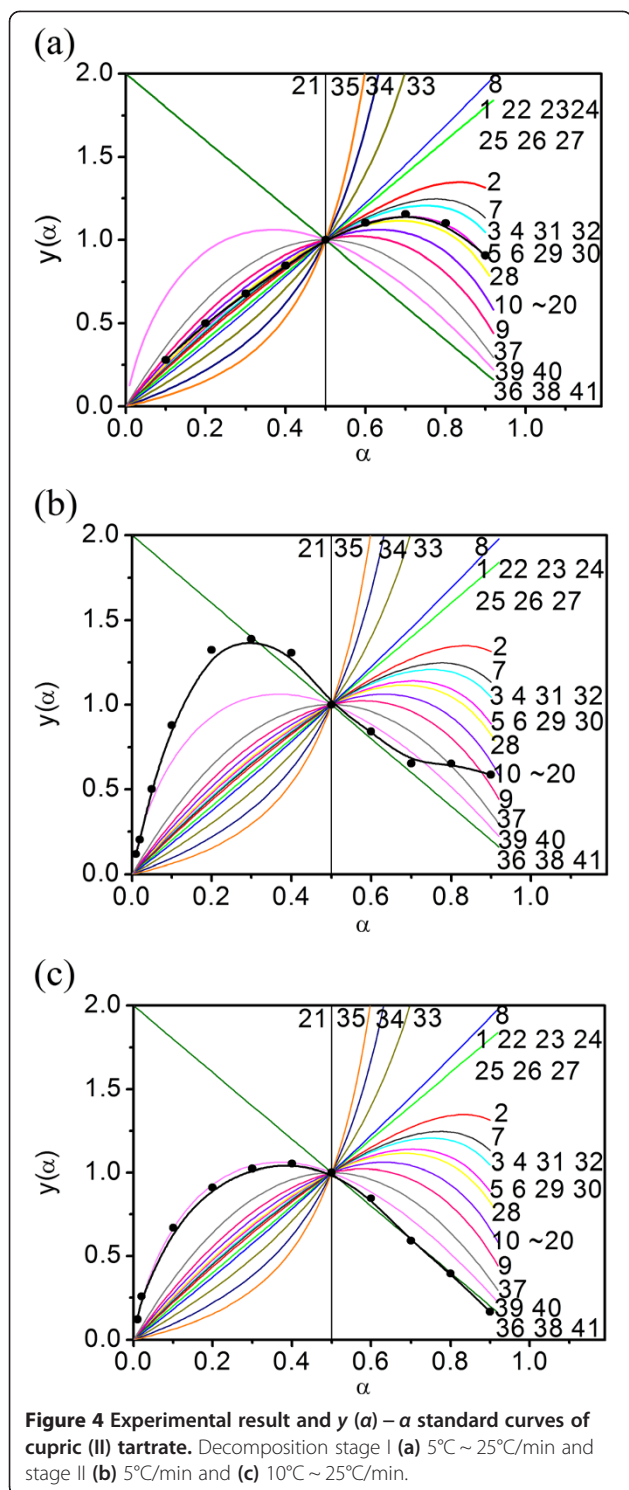 (a)
2.0
21 35 34 33
8
1 22 23 24
1.5
25 26 27
2
7
y(α)
1.0
3 4 31 32
5 6 29 30
28
0.5
10 ~20
9
37
39 40
0.0
36 38 41
0.0 0.2 0.4 0.6 0.8 1.0
α
(b)
2.0
21 35 34 33
8
1 22 23 24
1.5
25 26 27
2
7
y(α)
1.0
3 4 31 32
5 6 29 30
28
0.5
10 ~20
9
37
39 40
0.0
36 38 41
0.0 0.2 0.4 0.6 0.8 1.0
α
(c)
2.0
21 35 34 33
8
1 22 23 24
1.5
25 26 27
2
7
y(α)
1.0
3 4 31 32
5 6 29 30
28
0.5
10 ~20
9
37
39 40
0.0
36 38 41
0.0 0.2 0.4 0.6 0.8 1.0
α
Figure 4 Experimental result and y (α) – α standard curves of
cupric (II) tartrate. Decomposition stage I (a) 5°C ~ 25°C/min and
stage II (b) 5°C/min and (c) 10°C ~ 25°C/min.